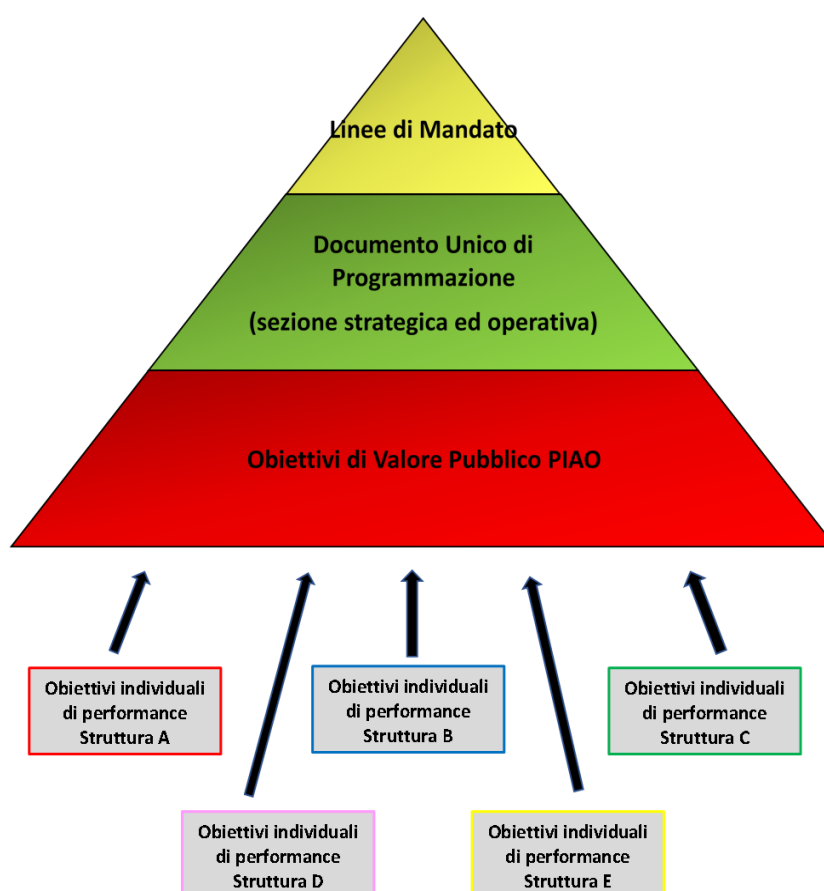 Linee di Mandato
Documento Unico di
Programmazione
(sezione strategica ed operativa)
Obiettivi di Valore Pubblico PIAO
Obiettivi individuali
di performance
Struttura A
Obiettivi individuali
di performance
Struttura B
Obiettivi individuali
di performance
Struttura C
Obiettivi individuali
di performance
Struttura D
Obiettivi individuali
di performance
Struttura E